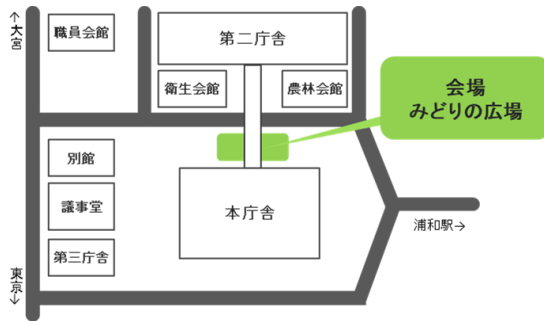 ↑大宮
職員会館
第二庁舎
衛生会館
農林会館
会場
みどりの広場
別館
議事堂
本庁舎
第三庁舎
浦和駅→
東京↓